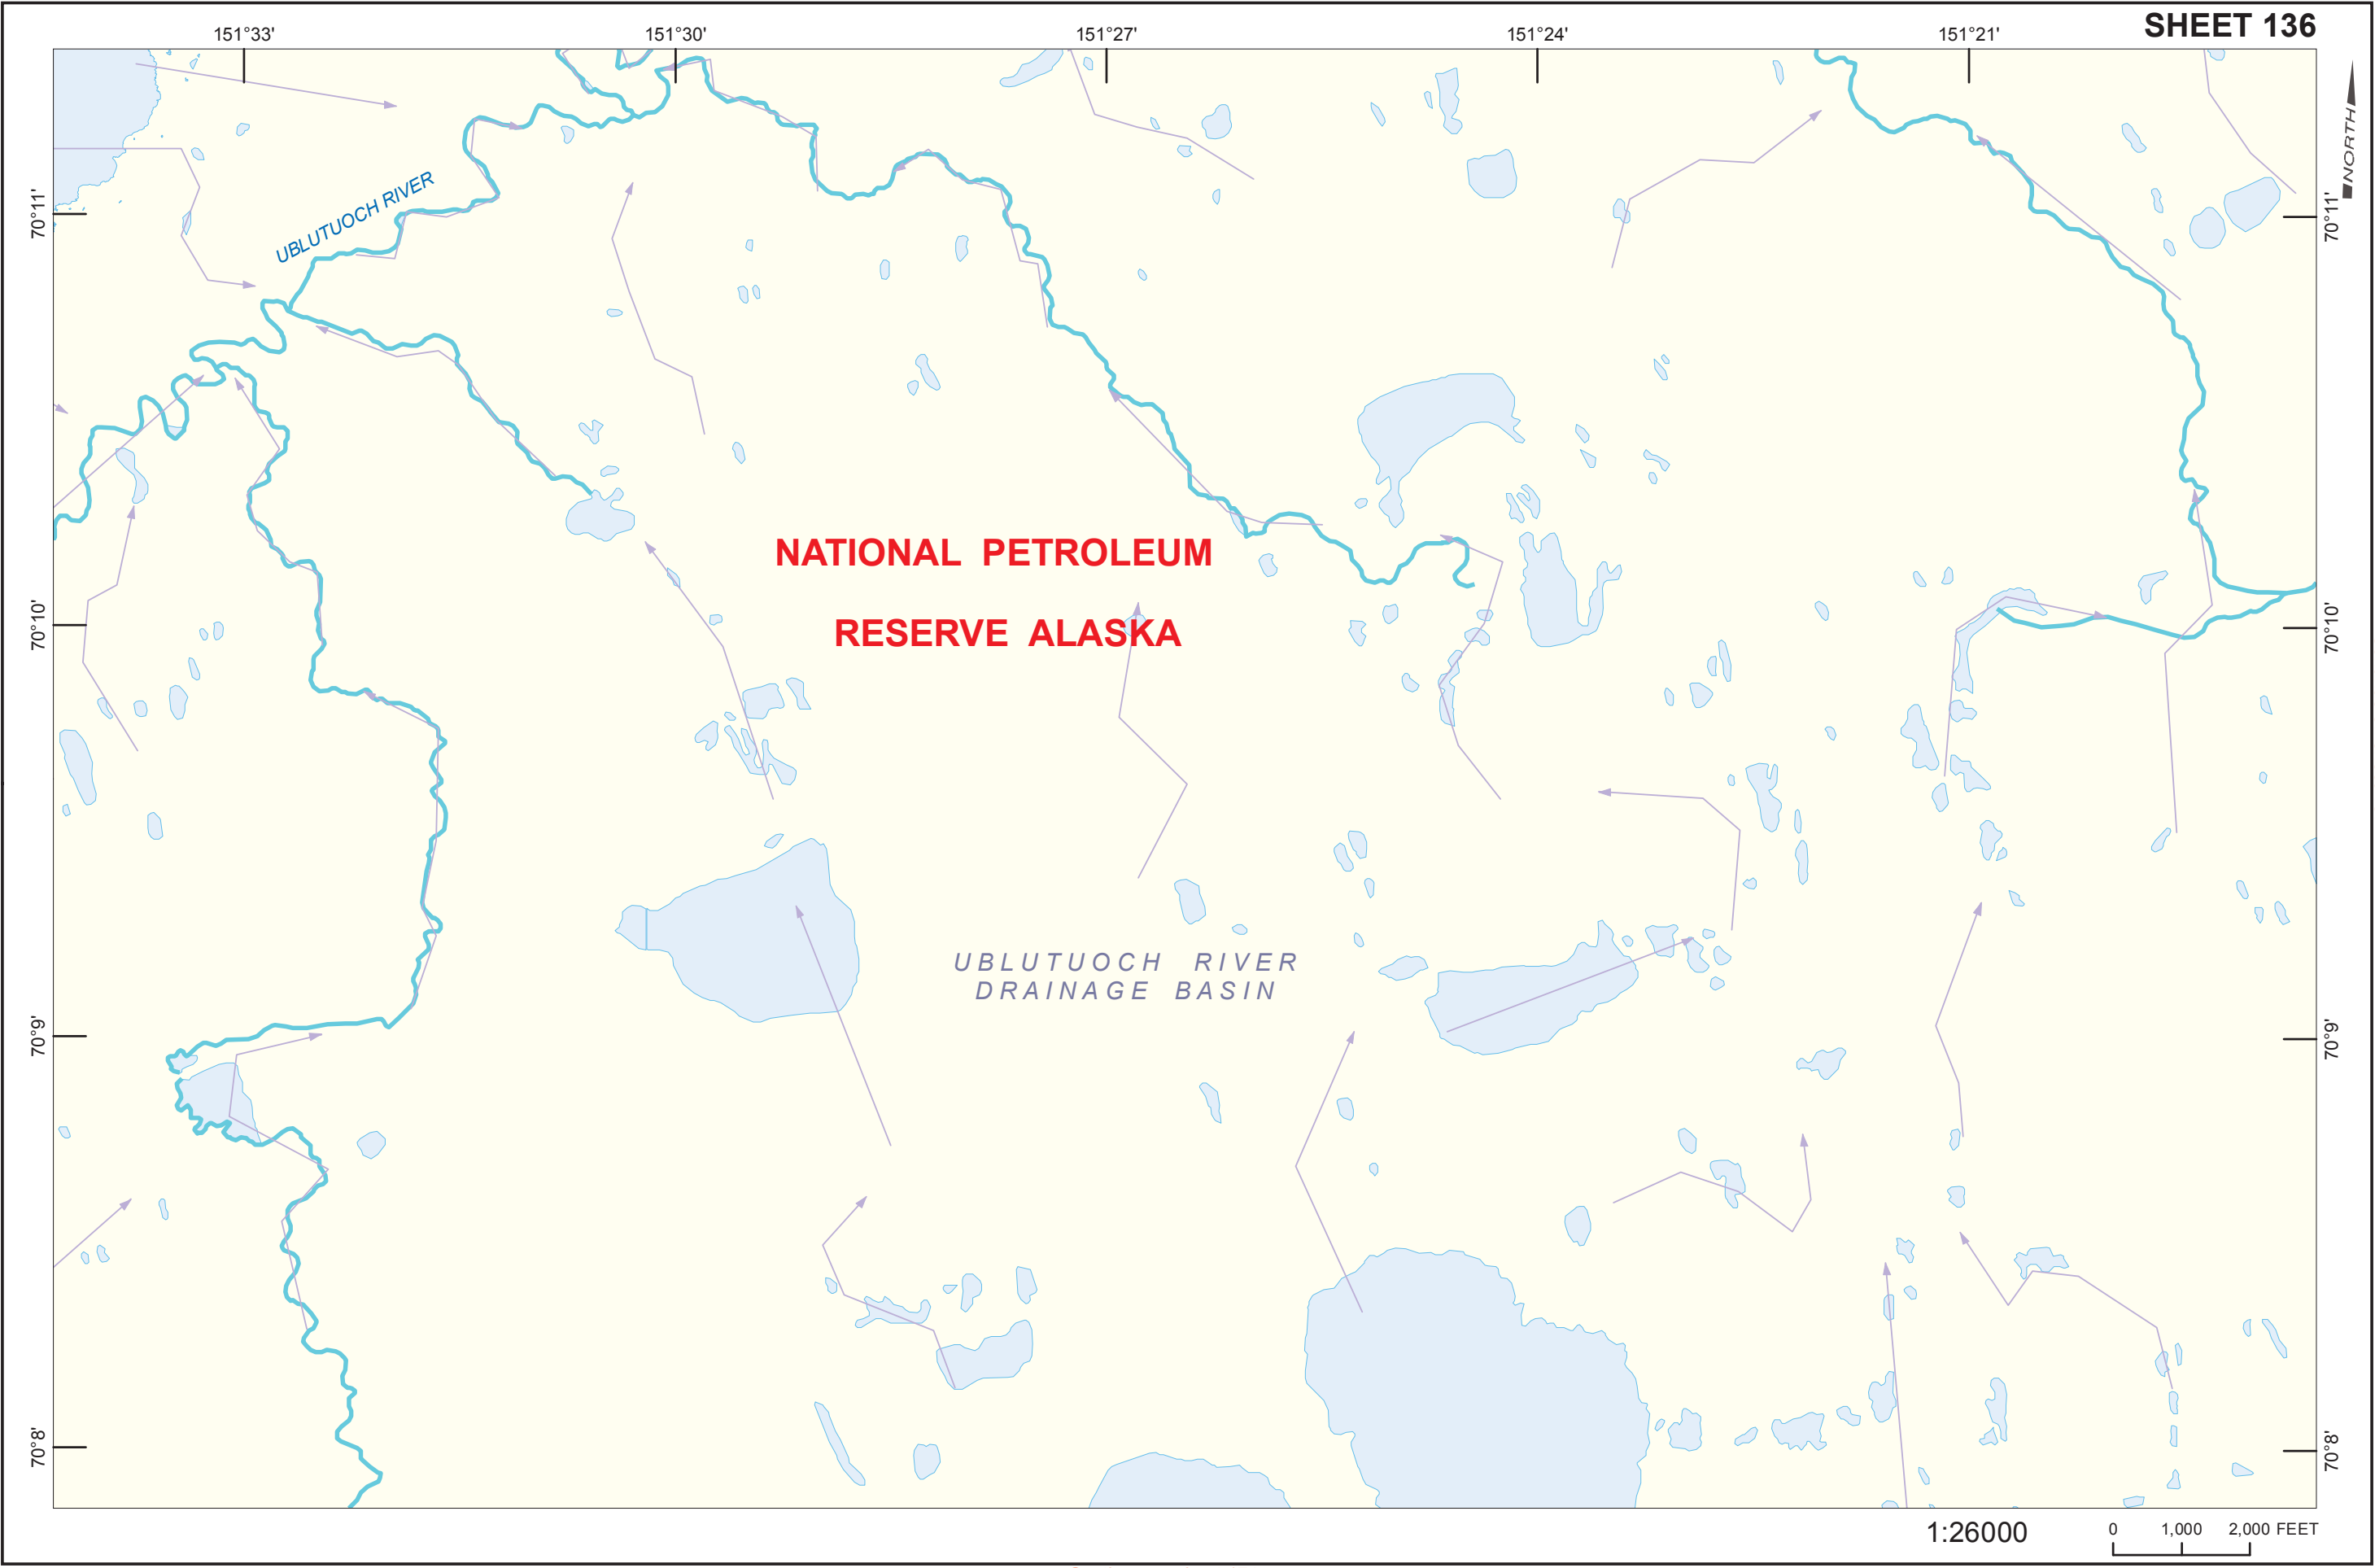 SHEET 136
151°33'
151°30'
151°27'
151°24'
151°21'
NORTH
70°11'
70°11'
UBLUTUOCH RIVER
NATIONAL PETROLEUM
RESERVE ALASKA
70°10'
70°10'
UBLUTUOCH RIVER
DRAINAGE BASIN
70°9'
70°9'
70°8'
70°8'
1:26000
0 1,000 2,000 FEET